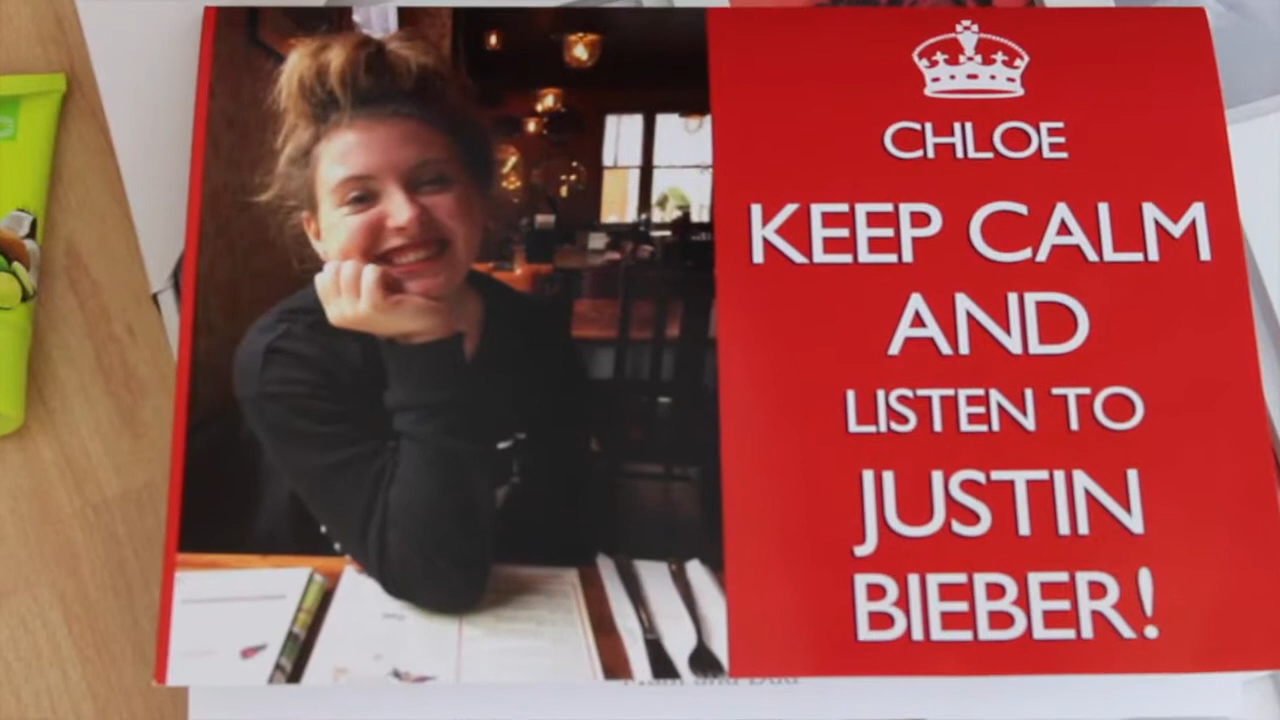 CHLOE
KEEP CALM
AND
LISTEN TO
JUSTIN
BIEBER!